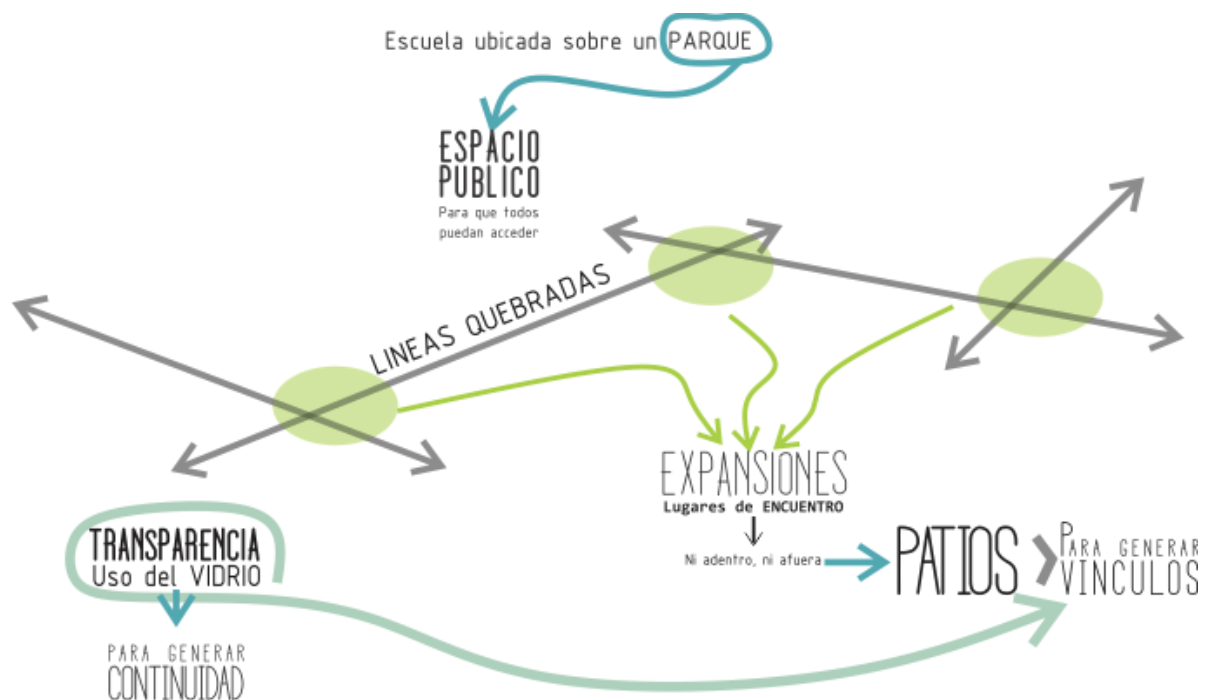 Escuela ubicada sobre un PARQUE
ESPACIO
PUBLICO
Para que todos
puedan acceder
LINEAS QUEBRADAS
EXPANSIONES
Lugares de ENCUENTRO
Ni adentro, ni afuera
PATIOS
PARA GENERAR
VINCULOS
TRANSPARENCIA
Uso del VIDRIO
PARA GENERAR
CONTINUIDAD